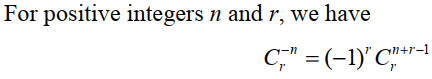 For positive integers n and r, we have
C_r^{-n} = (-1)^r C_r^{n+r-1}